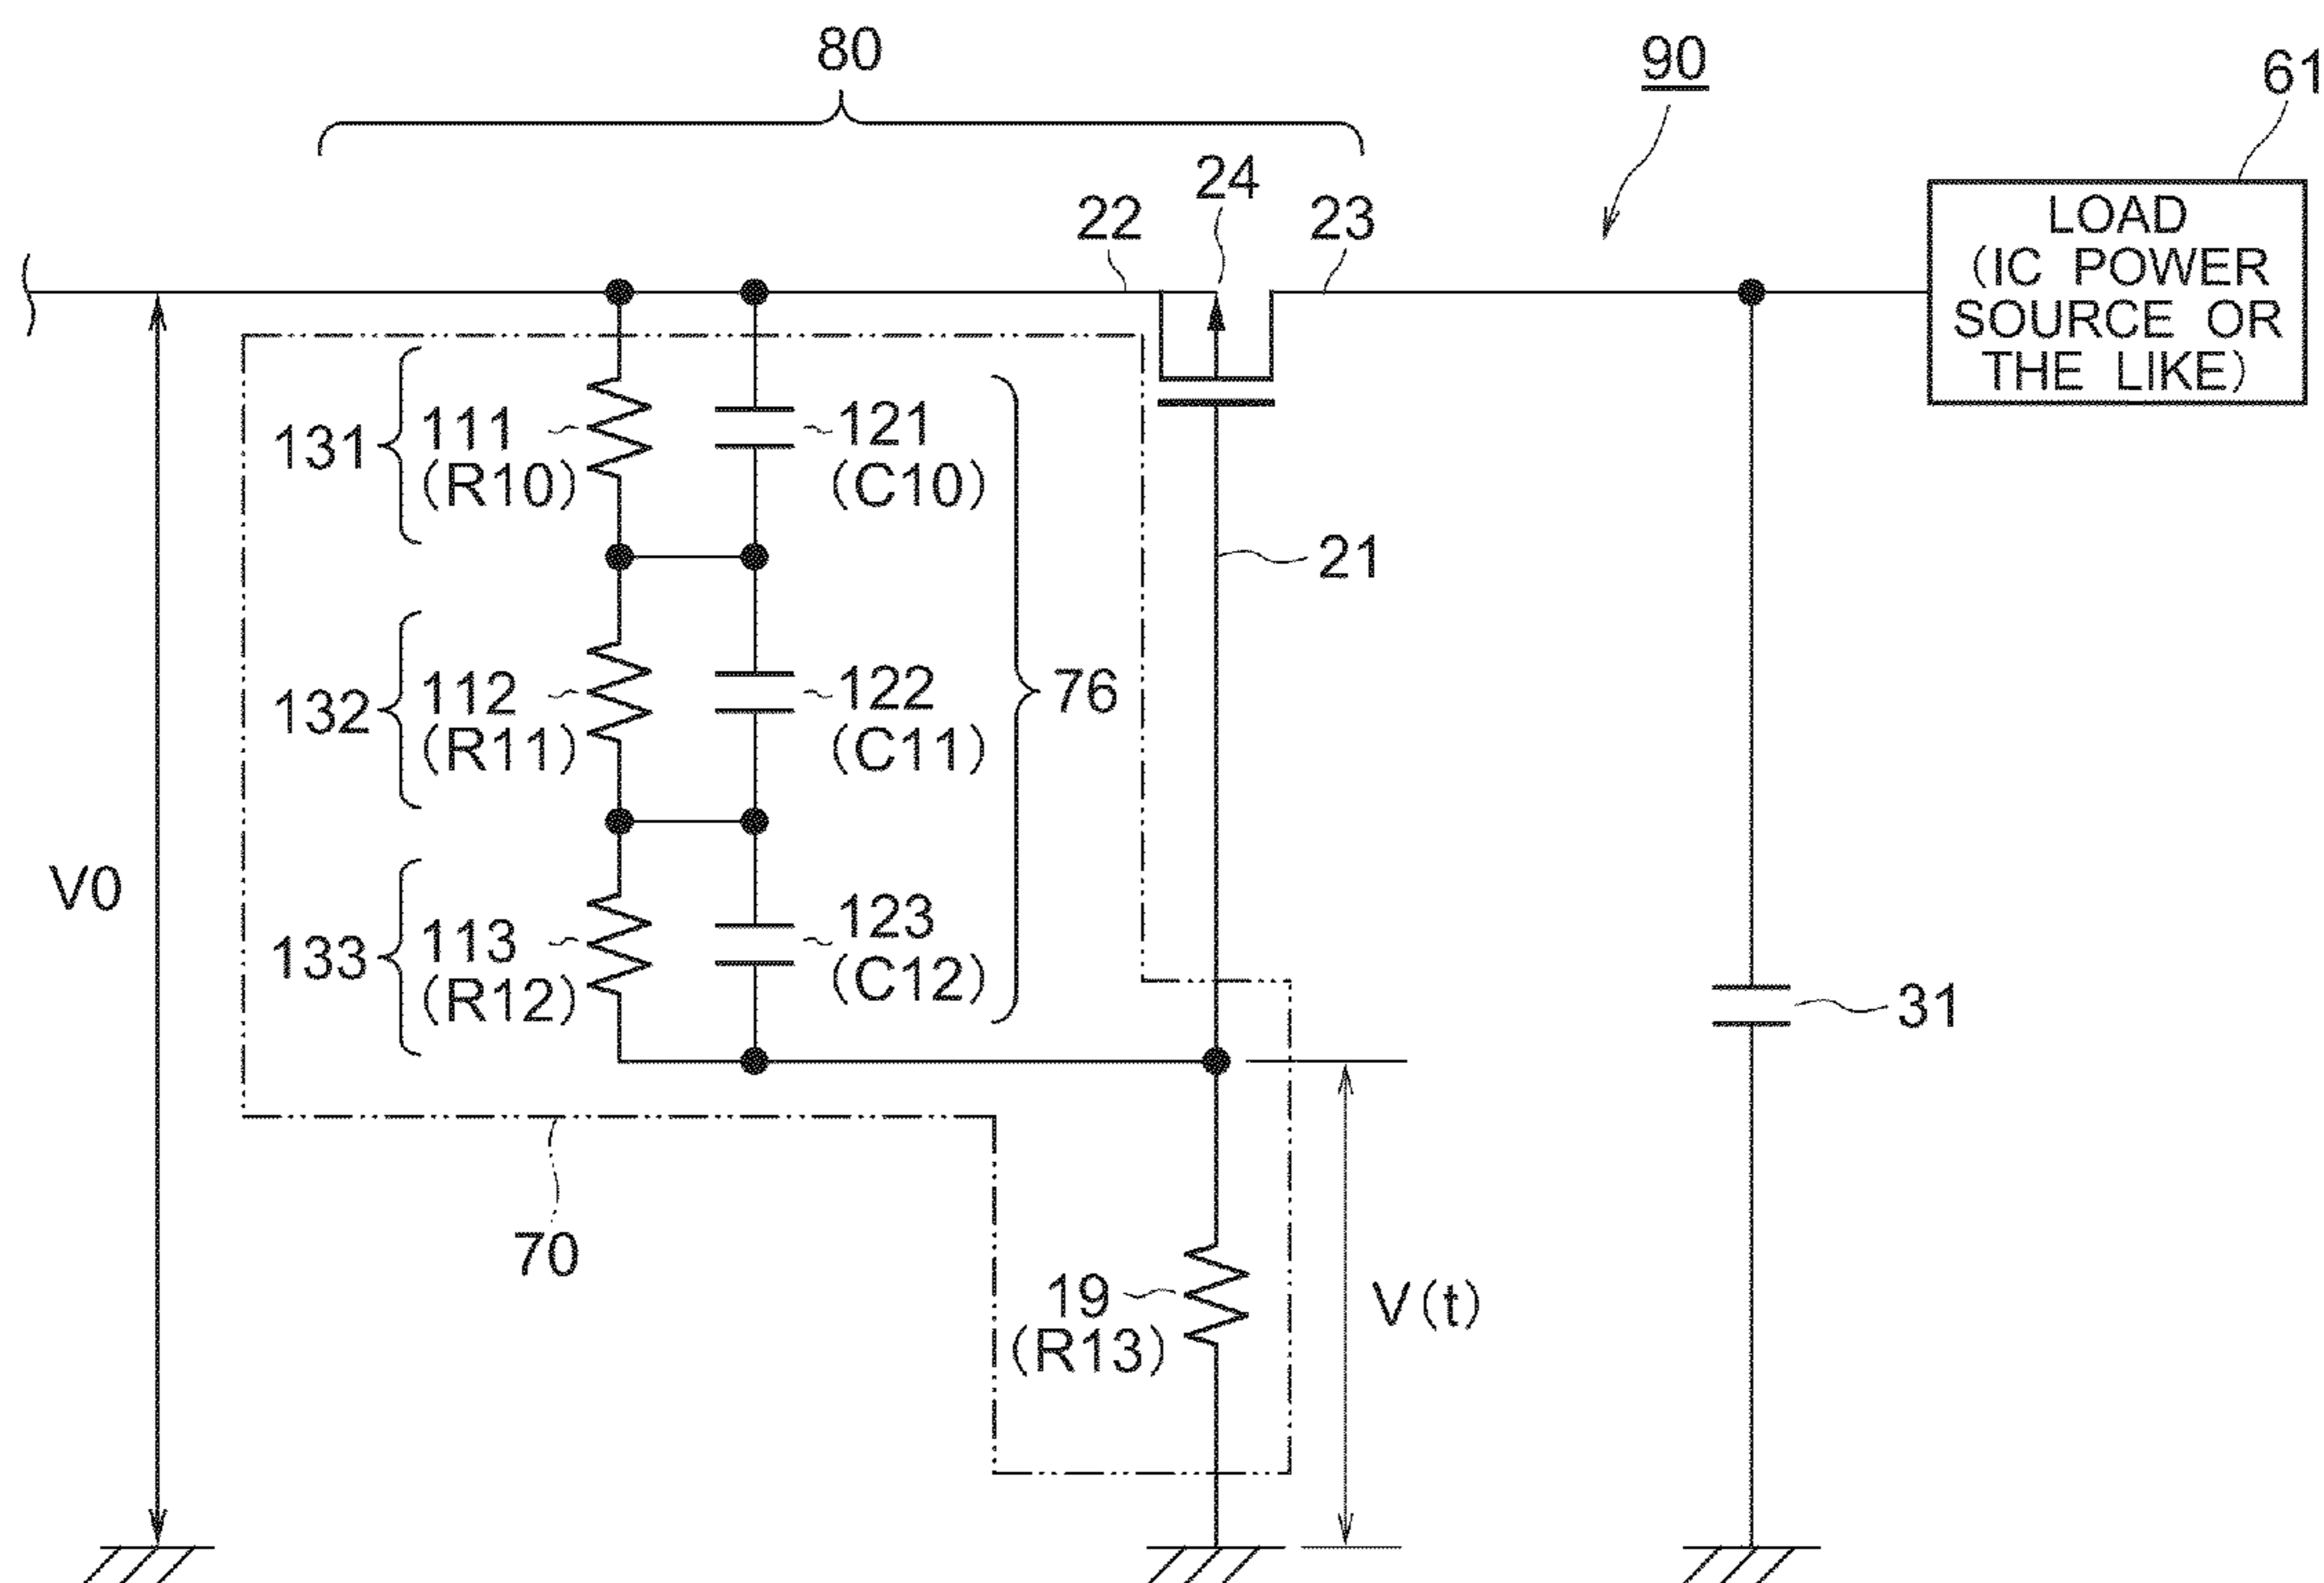 80
90
61
24
22
23
LOAD
(IC POWER
SOURCE OR
THE LIKE)
131
111
(R10)
121
(C10)
21
132
112
(R11)
122
(C11)
76
V0
133
113
(R12)
123
(C12)
31
70
19
(R13)
V(t)